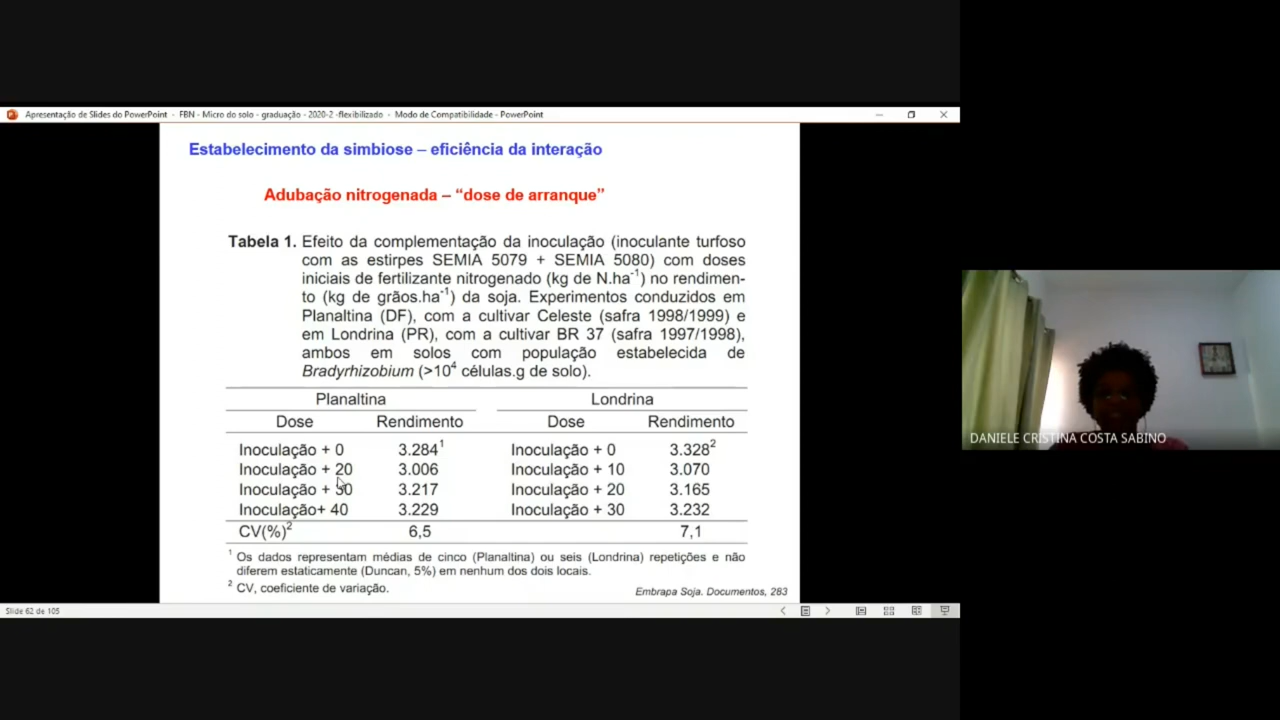 Apresentação de Slides do PowerPoint - FBN - Micro do solo - graduação - 2020-2 -flexibilizado - Modo de Compatibilidade - PowerPoint
Estabelecimento da simbiose – eficiência da interação
Adubação nitrogenada – “dose de arranque”
Tabela 1. Efeito da complementação da inoculação (inoculante turfoso
com as estirpes SEMIA 5079 + SEMIA 5080) com doses
iniciais de fertilizante nitrogenado (kg de N.ha⁻¹) no rendimen-
to (kg de grãos.ha⁻¹) da soja. Experimentos conduzidos em
Planaltina (DF), com a cultivar Celeste (safra 1998/1999) e
em Londrina (PR), com a cultivar BR 37 (safra 1997/1998),
ambos em solos com população estabelecida de
Bradyrhizobium (>10⁴ células.g de solo).
Planaltina Londrina
Dose Rendimento Dose Rendimento
Inoculação + 0 3.284¹ Inoculação + 0 3.328²
Inoculação + 20 3.006 Inoculação + 10 3.070
Inoculação + 30 3.217 Inoculação + 20 3.165
Inoculação+ 40 3.229 Inoculação + 30 3.232
CV(%)² 6,5 7,1
¹ Os dados representam médias de cinco (Planaltina) ou seis (Londrina) repetições e não
diferem estaticamente (Duncan, 5%) em nenhum dos dois locais.
² CV, coeficiente de variação.
Embrapa Soja. Documentos, 283
Slide 62 de 105
DANIELE CRISTINA COSTA SABINO